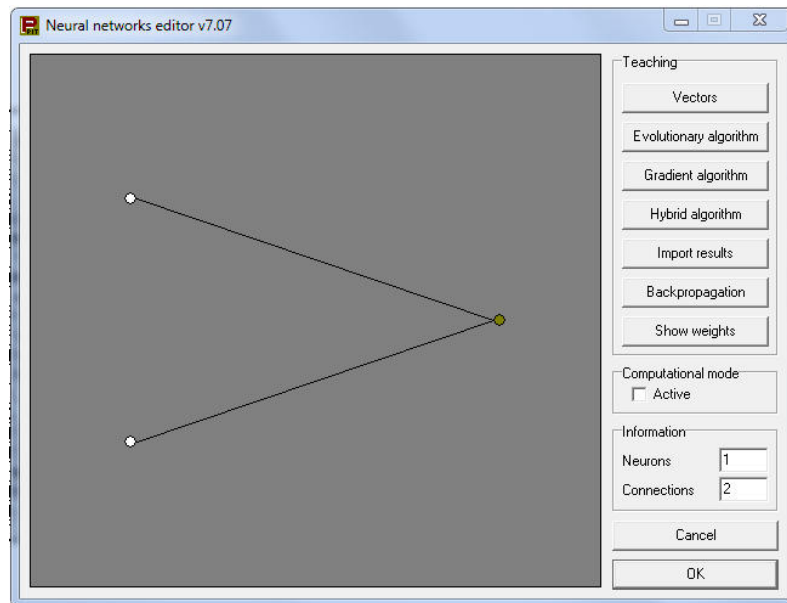 Neural networks editor v7.07
Teaching
Vectors
Evolutionary algorithm
Gradient algorithm
Hybrid algorithm
Import results
Backpropagation
Show weights
Computational mode
Active
Information
Neurons 1
Connections 2
Cancel
OK